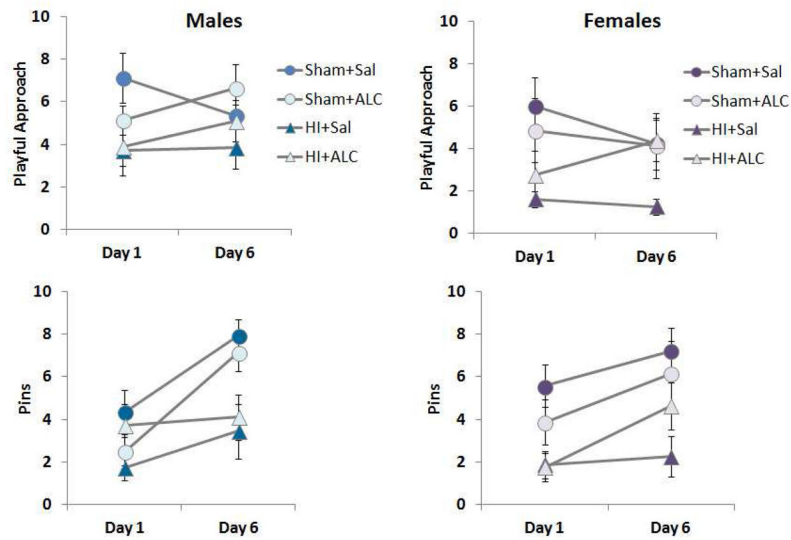 Males
Females
Playful Approach
10
8
6
4
2
0
Day 1
Day 6
Sham+Sal
Sham+ALC
HI+Sal
HI+ALC
Playful Approach
10
8
6
4
2
0
Day 1
Day 6
Sham+Sal
Sham+ALC
HI+Sal
HI+ALC
Pins
10
8
6
4
2
0
Day 1
Day 6
Pins
10
8
6
4
2
0
Day 1
Day 6